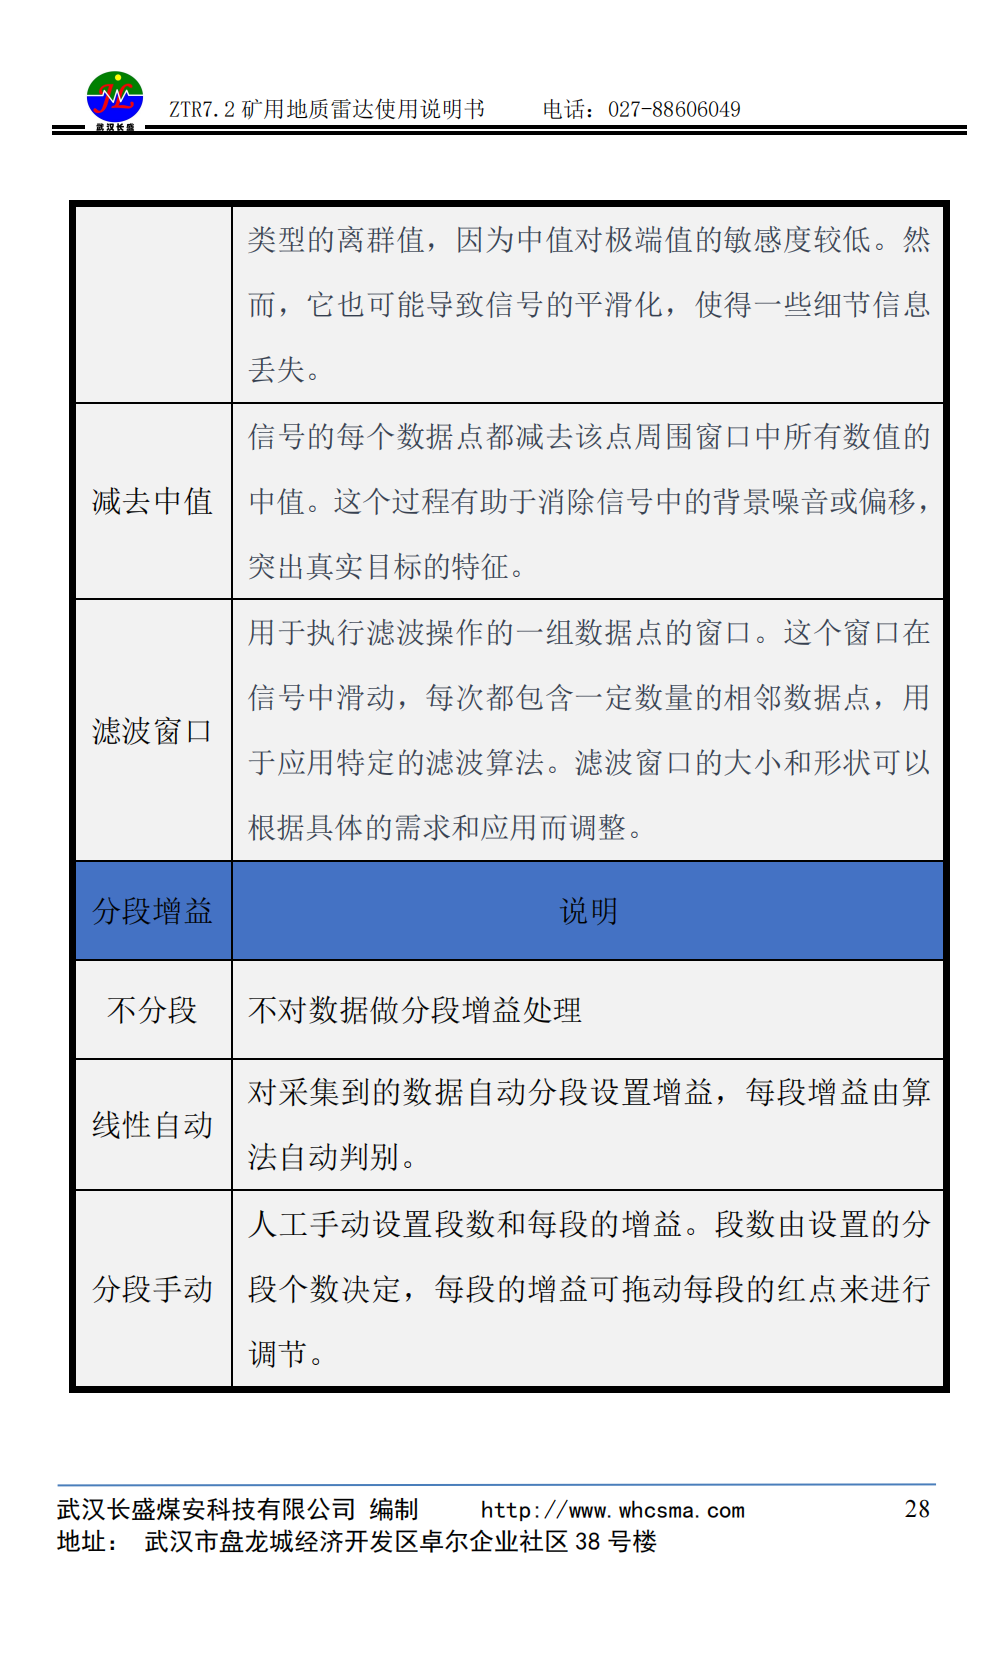 ZTR7.2 矿用地质雷达使用说明书 电话：027-88606049
武汉长盛
类型的离群值，因为中值对极端值的敏感度较低。然
而，它也可能导致信号的平滑化，使得一些细节信息
丢失。
减去中值
信号的每个数据点都减去该点周围窗口中所有数值的
中值。这个过程有助于消除信号中的背景噪音或偏移，
突出真实目标的特征。
滤波窗口
用于执行滤波操作的一组数据点的窗口。这个窗口在
信号中滑动，每次都包含一定数量的相邻数据点，用
于应用特定的滤波算法。滤波窗口的大小和形状可以
根据具体的需求和应用而调整。
分段增益 说明
不分段 不对数据做分段增益处理
线性自动
对采集到的数据自动分段设置增益，每段增益由算
法自动判别。
分段手动
人工手动设置段数和每段的增益。段数由设置的分
段个数决定，每段的增益可拖动每段的红点来进行
调节。
武汉长盛煤安科技有限公司 编制 http://www.whcsma.com 28
地址： 武汉市盘龙城经济开发区卓尔企业社区 38 号楼